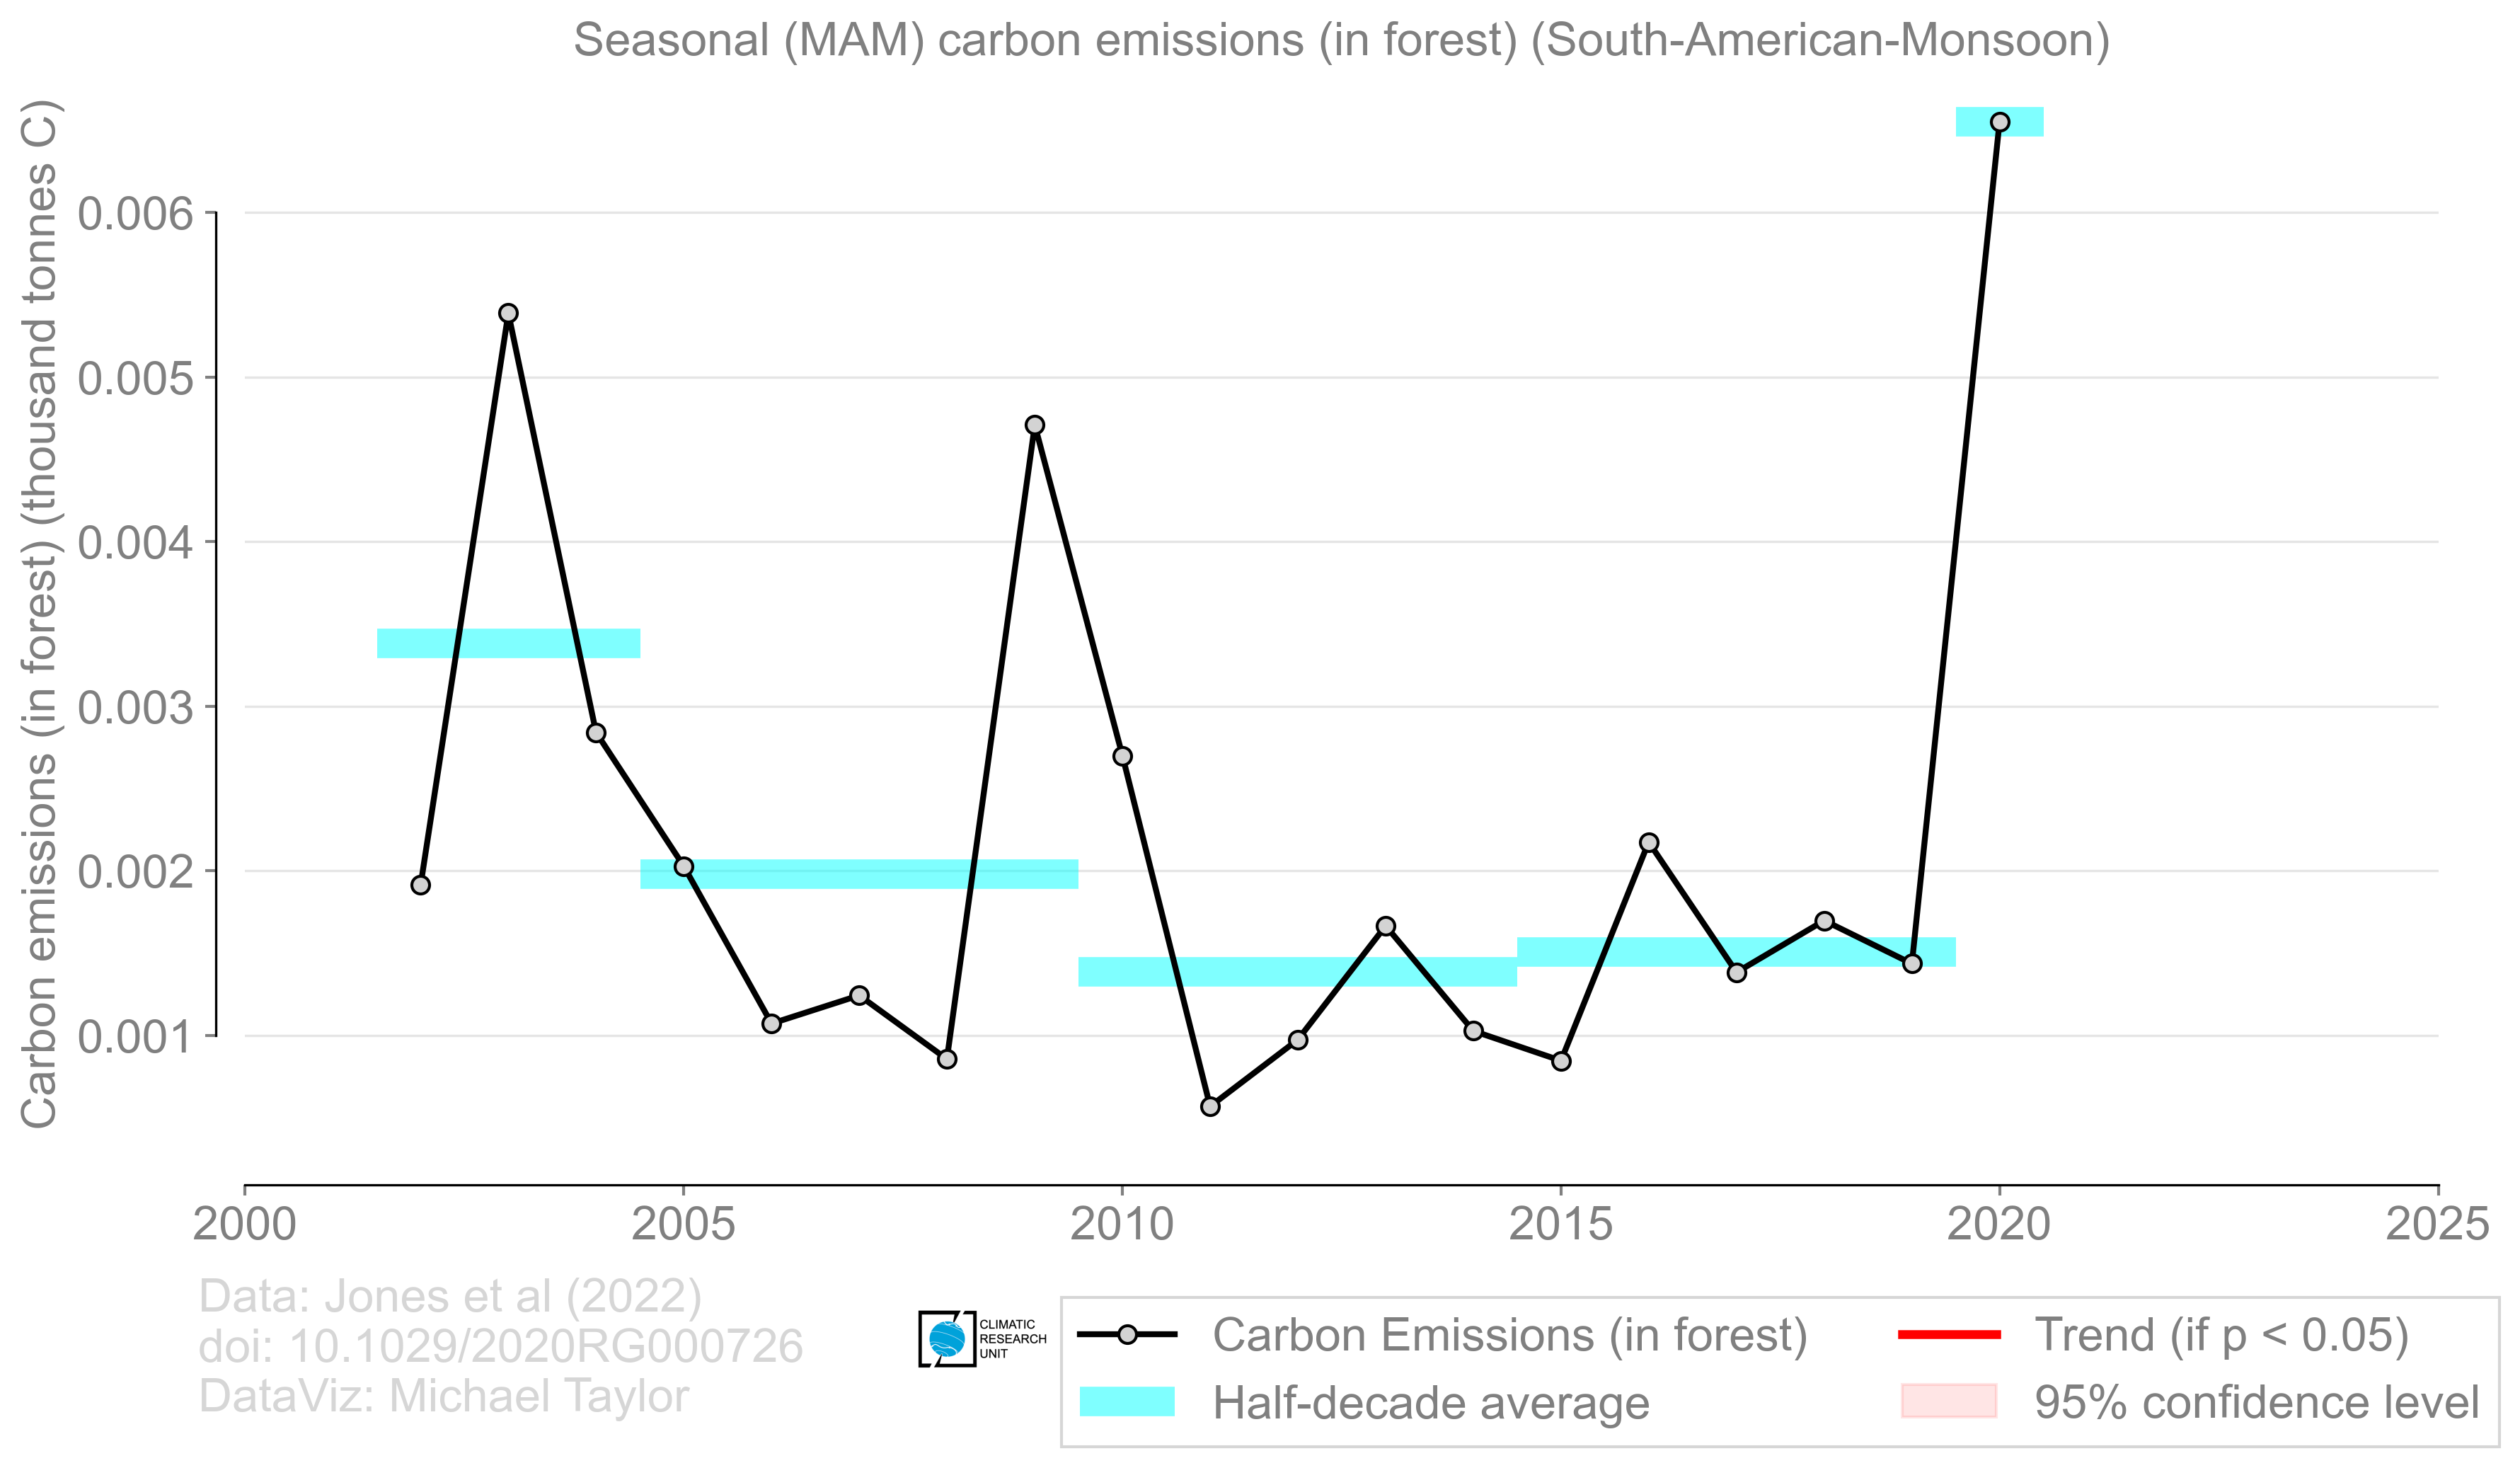 Seasonal (MAM) carbon emissions (in forest) (South-American-Monsoon)
Carbon emissions (in forest) (thousand tonnes C)
0.006
0.005
0.004
0.003
0.002
0.001
2000
2005
2010
2015
2020
2025
Data: Jones et al (2022)
doi: 10.1029/2020RG000726
DataViz: Michael Taylor
CLIMATIC
RESEARCH
UNIT
Carbon Emissions (in forest)
Half-decade average
Trend (if p < 0.05)
95% confidence level